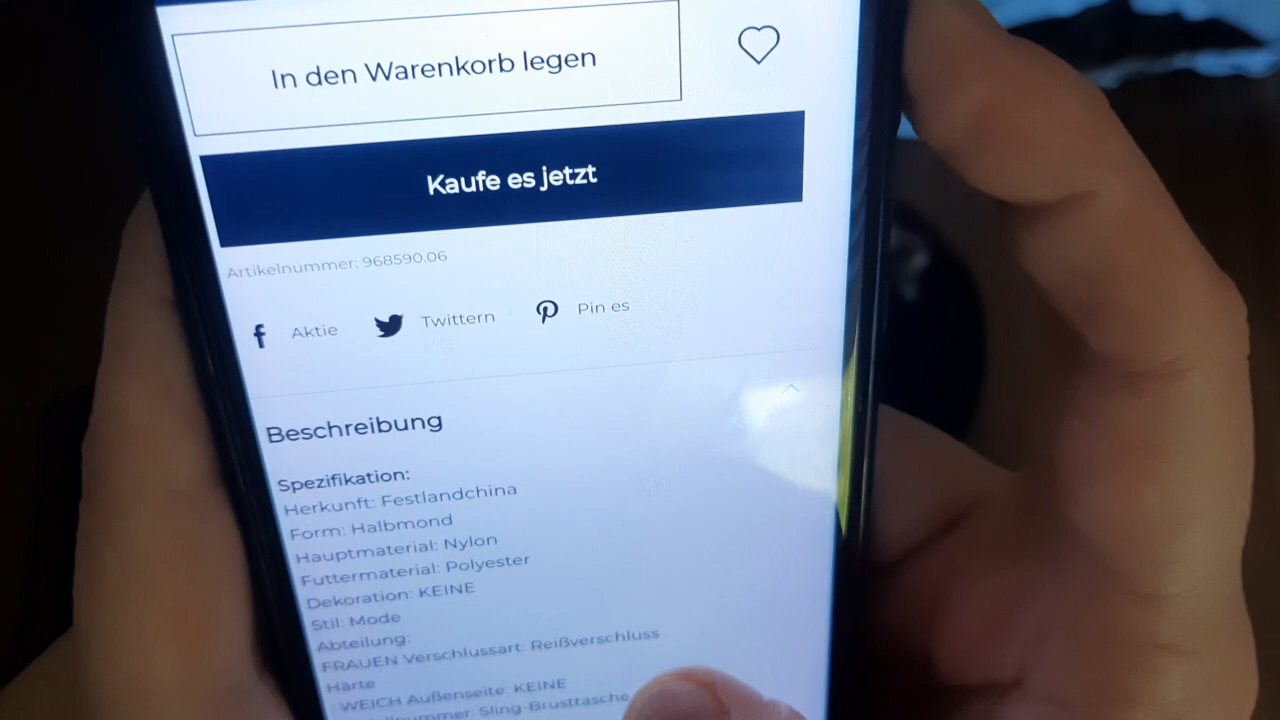 In den Warenkorb legen
Kaufe es jetzt
Artikelnummer: 968590.06
Aktie Twittern Pin es
Beschreibung
Spezifikation:
Herkunft: Festlandchina
Form: Halbmond
Hauptmaterial: Nylon
Futtermaterial: Polyester
Dekoration: KEINE
Stil: Mode
Abteilung:
FRAUEN Verschlussart: Reißverschluss
Härte
WEICH Außenseite: KEINE
Sling-Brusttasche